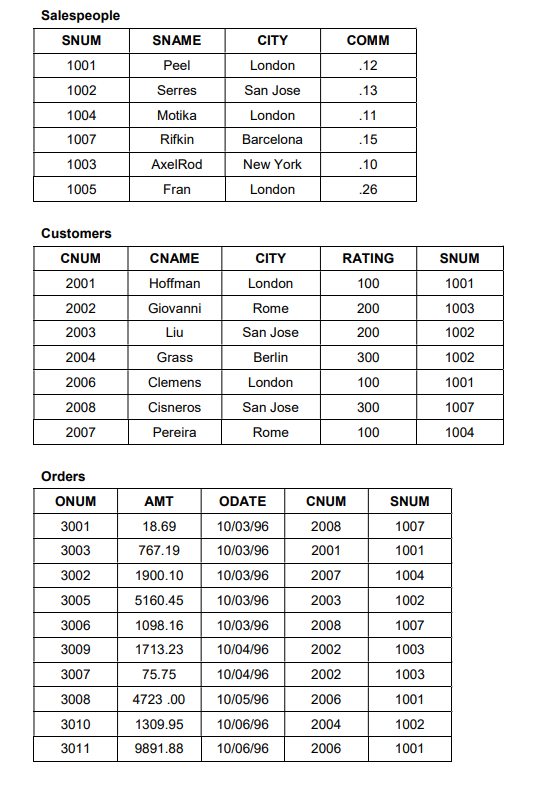 Salespeople
SNUM SNAME CITY COMM
1001 Peel London .12
1002 Serres San Jose .13
1004 Motika London .11
1007 Rifkin Barcelona .15
1003 AxelRod New York .10
1005 Fran London .26
Customers
CNUM CNAME CITY RATING SNUM
2001 Hoffman London 100 1001
2002 Giovanni Rome 200 1003
2003 Liu San Jose 200 1002
2004 Grass Berlin 300 1002
2006 Clemens London 100 1001
2008 Cisneros San Jose 300 1007
2007 Pereira Rome 100 1004
Orders
ONUM AMT ODATE CNUM SNUM
3001 18.69 10/03/96 2008 1007
3003 767.19 10/03/96 2001 1001
3002 1900.10 10/03/96 2007 1004
3005 5160.45 10/03/96 2003 1002
3006 1098.16 10/03/96 2008 1007
3009 1713.23 10/04/96 2002 1003
3007 75.75 10/04/96 2002 1003
3008 4723 .00 10/05/96 2006 1001
3010 1309.95 10/06/96 2004 1002
3011 9891.88 10/06/96 2006 1001